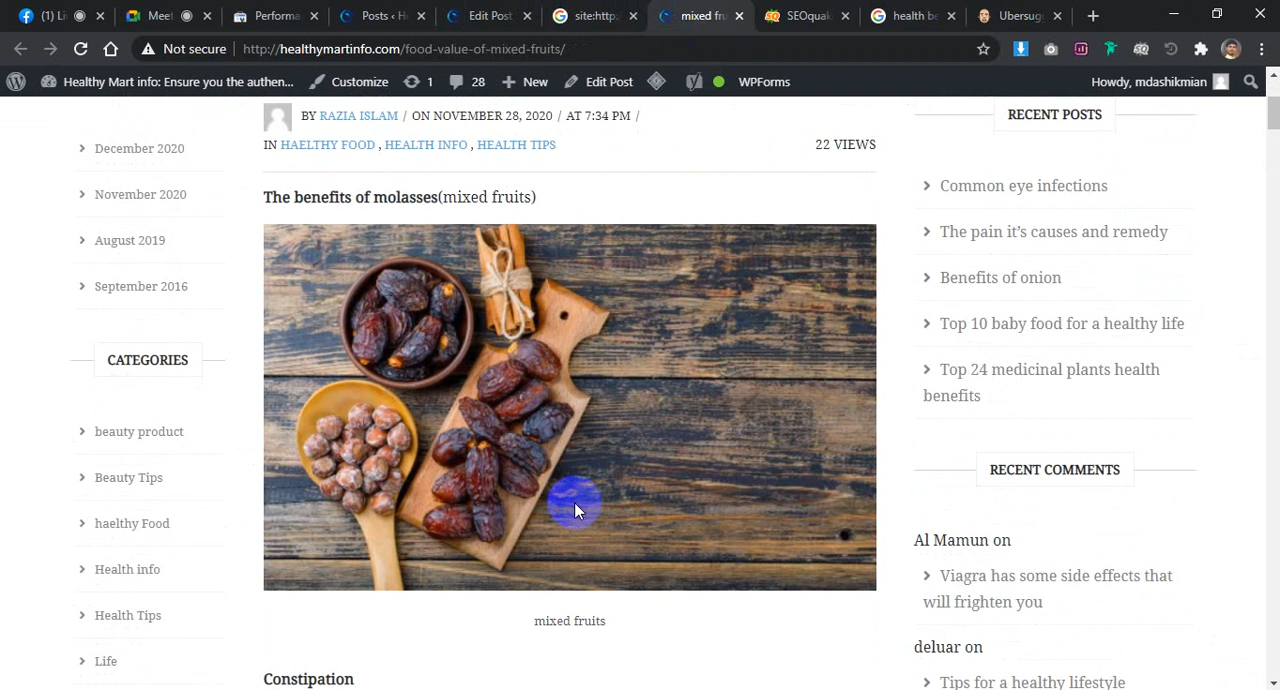 (1) Li
Meet
Performa
Posts ‹ H
Edit Post
site:http:
mixed fru
SEOquak
health be
Ubersug
Not secure
http://healthymartinfo.com/food-value-of-mixed-fruits/
Healthy Mart info: Ensure you the authen...
Customize
1
28
New
Edit Post
WPForms
Howdy, mdashikmian
BY RAZIA ISLAM / ON NOVEMBER 28, 2020 / AT 7:34 PM /
IN HAELTHY FOOD , HEALTH INFO , HEALTH TIPS
22 VIEWS
The benefits of molasses(mixed fruits)
mixed fruits
Constipation
December 2020
November 2020
August 2019
September 2016
CATEGORIES
beauty product
Beauty Tips
haelthy Food
Health info
Health Tips
Life
RECENT POSTS
Common eye infections
The pain it’s causes and remedy
Benefits of onion
Top 10 baby food for a healthy life
Top 24 medicinal plants health
benefits
RECENT COMMENTS
Al Mamun on
Viagra has some side effects that
will frighten you
deluar on
Tips for a healthy lifestyle